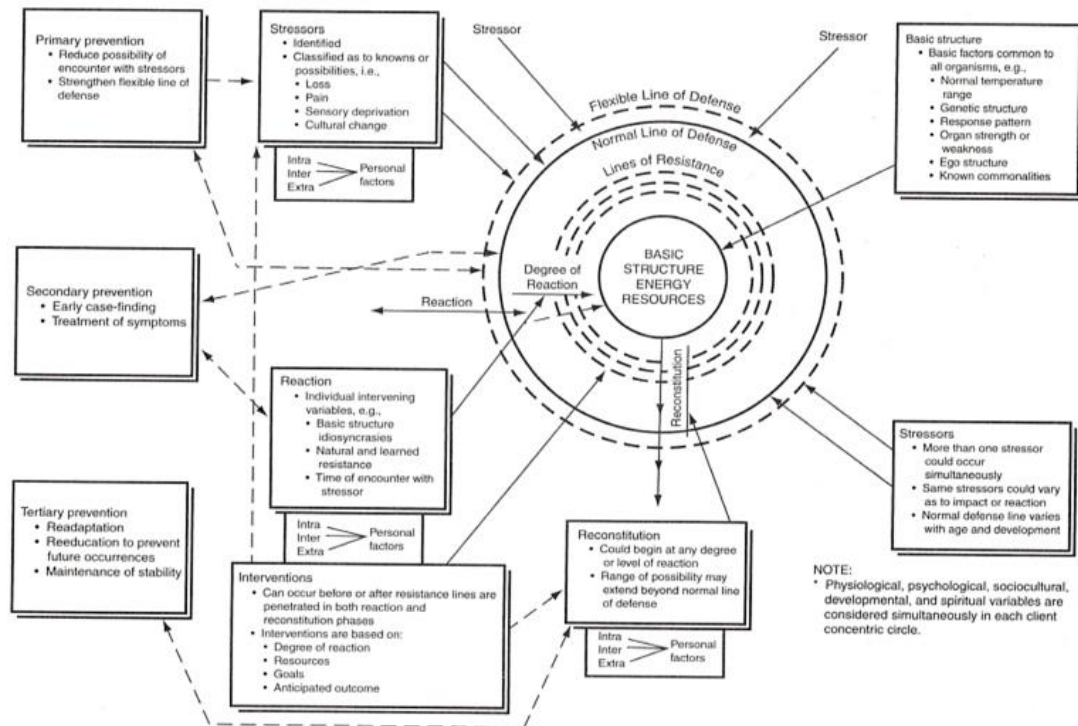 Primary prevention
• Reduce possibility of
encounter with stressors
• Strengthen flexible line of
defense
Stressors
• Identified
• Classified as to knowns or
possibilities, i.e.,
• Loss
• Pain
• Sensory deprivation
• Cultural change
Intra
Inter
Extra
Personal
factors
Stressor
Stressor
Basic structure
• Basic factors common to
all organisms, e.g.,
• Normal temperature
range
• Genetic structure
• Response pattern
• Organ strength or
weakness
• Ego structure
• Known commonalities
Flexible Line of Defense
Normal Line of Defense
Lines of Resistance
BASIC
STRUCTURE
ENERGY
RESOURCES
Degree of
Reaction
Reaction
Reconstitution
Secondary prevention
• Early case-finding
• Treatment of symptoms
Reaction
• Individual intervening
variables, e.g.,
• Basic structure
idiosyncrasies
• Natural and learned
resistance
• Time of encounter with
stressor
Intra
Inter
Extra
Personal
factors
Stressors
• More than one stressor
could occur
simultaneously
• Same stressors could vary
as to impact or reaction
• Normal defense line varies
with age and development
Tertiary prevention
• Readaptation
• Reeducation to prevent
future occurrences
• Maintenance of stability
Interventions
• Can occur before or after resistance lines are
penetrated in both reaction and
reconstitution phases
• Interventions are based on:
• Degree of reaction
• Resources
• Goals
• Anticipated outcome
Reconstitution
• Could begin at any degree
or level of reaction
• Range of possibility may
extend beyond normal line
of defense
Intra
Inter
Extra
Personal
factors
NOTE:
* Physiological, psychological, sociocultural,
developmental, and spiritual variables are
considered simultaneously in each client
concentric circle.